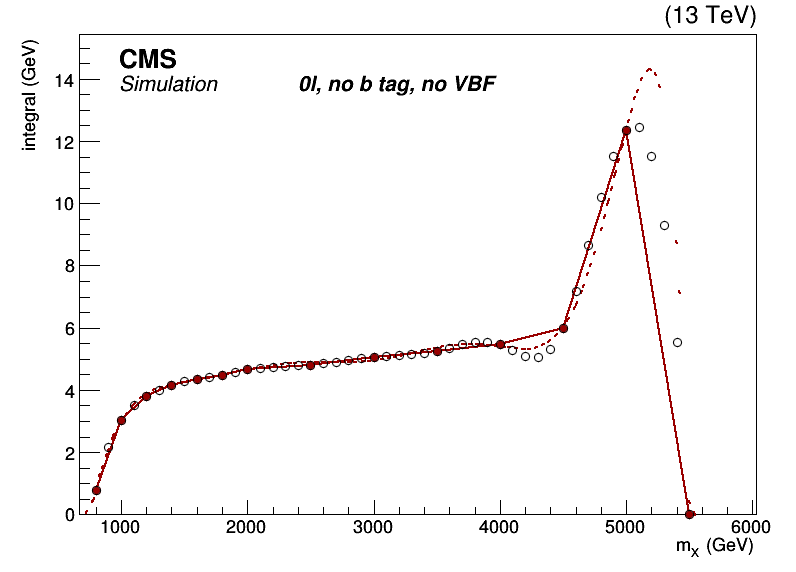 (13 TeV)
CMS
Simulation
0l, no b tag, no VBF
integral (GeV)
14
12
10
8
6
4
2
0
1000 2000 3000 4000 5000 6000
mX (GeV)